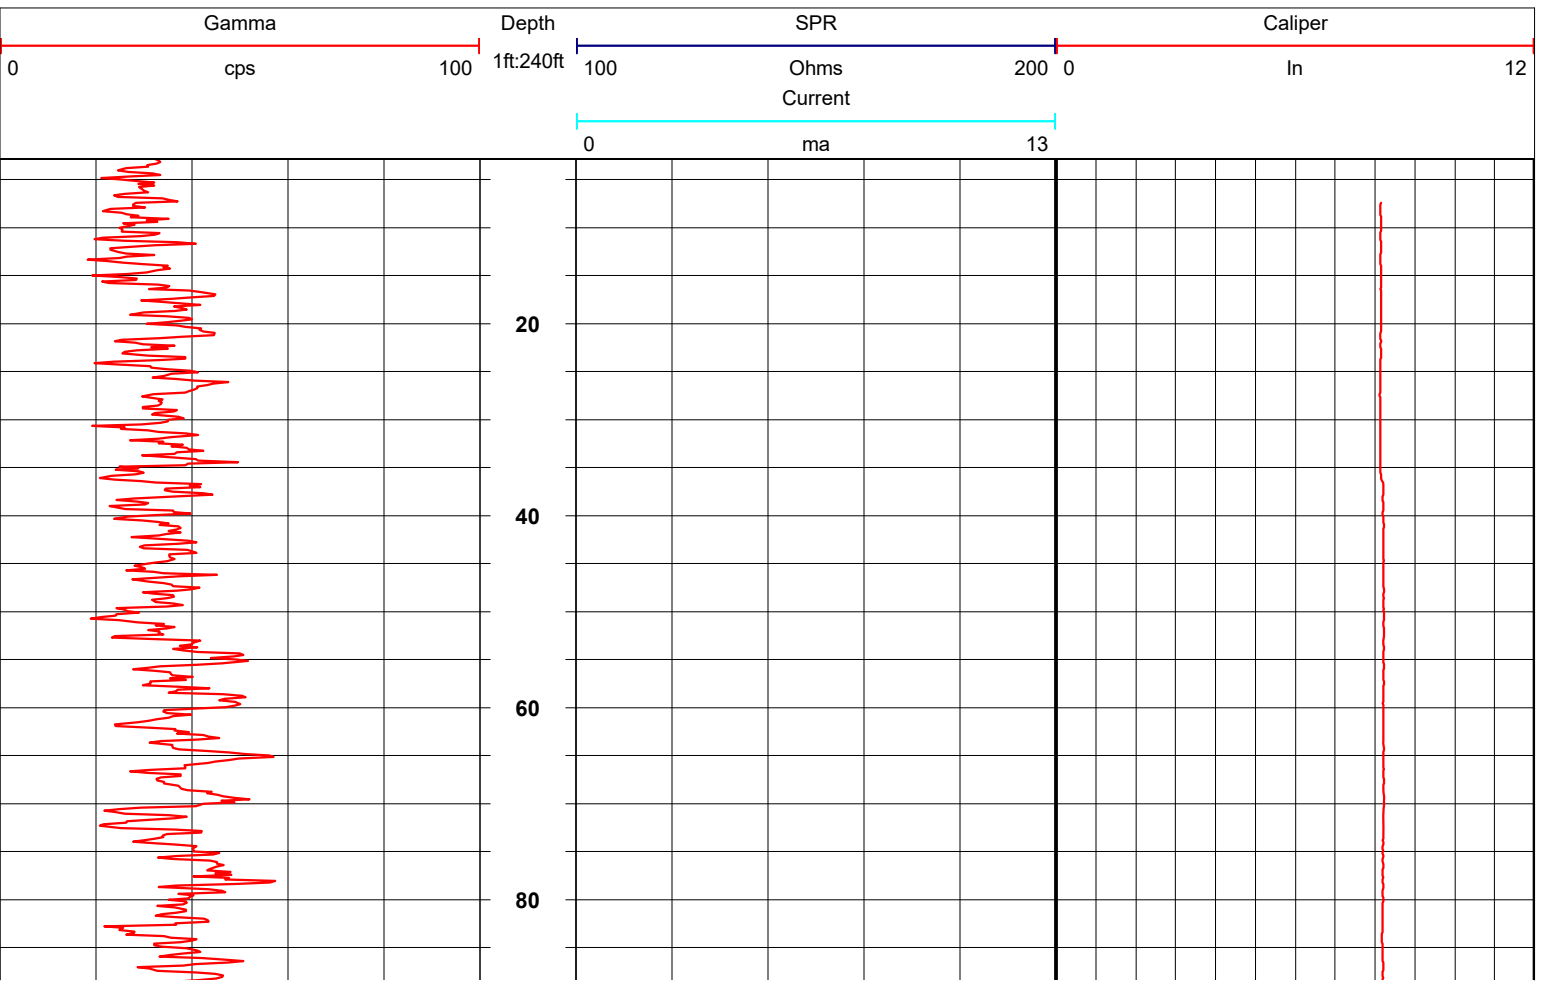 Gamma Depth SPR Caliper
0 cps 100 1ft:240ft 100 Ohms 200 0 In 12
Current
0 ma 13
20
40
60
80